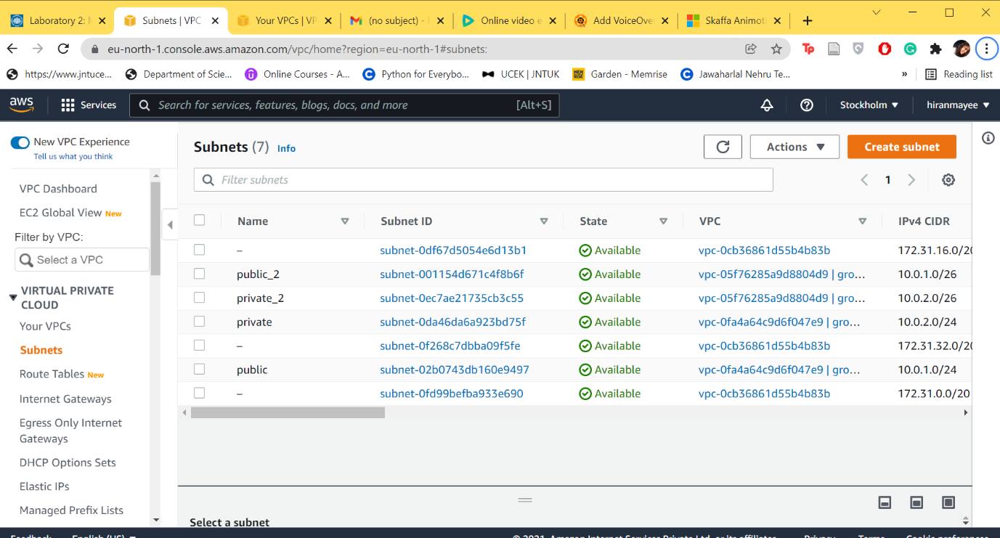 Laboratory 2:
Subnets | VPC
Your VPCs | VP
(no subject) -
Online video e
Add VoiceOve
Skaffa Animoti
eu-north-1.console.aws.amazon.com/vpc/home?region=eu-north-1#subnets:
https://www.jntuce...
Department of Scie...
Online Courses - A...
Python for Everybo...
UCEK | JNTUK
Garden - Memrise
Jawaharlal Nehru Te...
»
Reading list
aws
Services
Search for services, features, blogs, docs, and more
[Alt+S]
Stockholm ▼
hiranmayee ▼
New VPC Experience
Tell us what you think
VPC Dashboard
EC2 Global View New
Filter by VPC:
Select a VPC
VIRTUAL PRIVATE
CLOUD
Your VPCs
Subnets
Route Tables New
Internet Gateways
Egress Only Internet
Gateways
DHCP Options Sets
Elastic IPs
Managed Prefix Lists
Subnets (7) Info
Actions ▼
Create subnet
Filter subnets
1
Name Subnet ID State VPC IPv4 CIDR
– subnet-0df67d5054e6d13b1 Available vpc-0cb36861d55b4b83b 172.31.16.0/20
public_2 subnet-001154d671c4f8b6f Available vpc-05f76285a9d8804d9 | gro... 10.0.1.0/26
private_2 subnet-0ec7ae21735cb3c55 Available vpc-05f76285a9d8804d9 | gro... 10.0.2.0/26
private subnet-0da46da6a923bd75f Available vpc-0fa4a64c9d6f047e9 | gro... 10.0.2.0/24
– subnet-0f268c7dbba09f5fe Available vpc-0cb36861d55b4b83b 172.31.32.0/20
public subnet-02b0743db160e9497 Available vpc-0fa4a64c9d6f047e9 | gro... 10.0.1.0/24
– subnet-0fd99befba933e690 Available vpc-0cb36861d55b4b83b 172.31.0.0/20
Select a subnet
Feedback English (US) ▼ © 2021, Amazon Internet Services Private Ltd. or its affiliates. Privacy Terms Cookie preferences